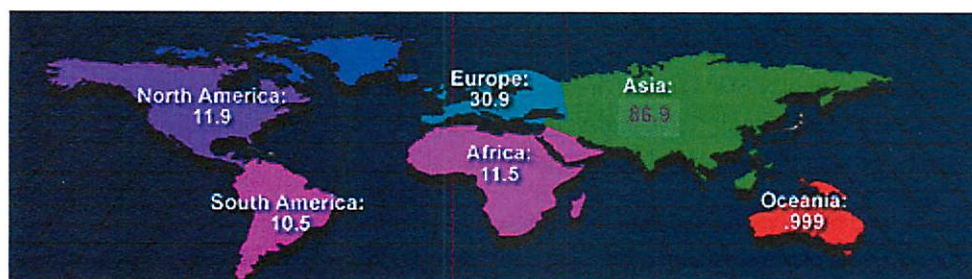 North America:
11.9
Europe:
30.9
Asia:
86.9
Africa:
11.5
South America:
10.5
Oceania:
.999